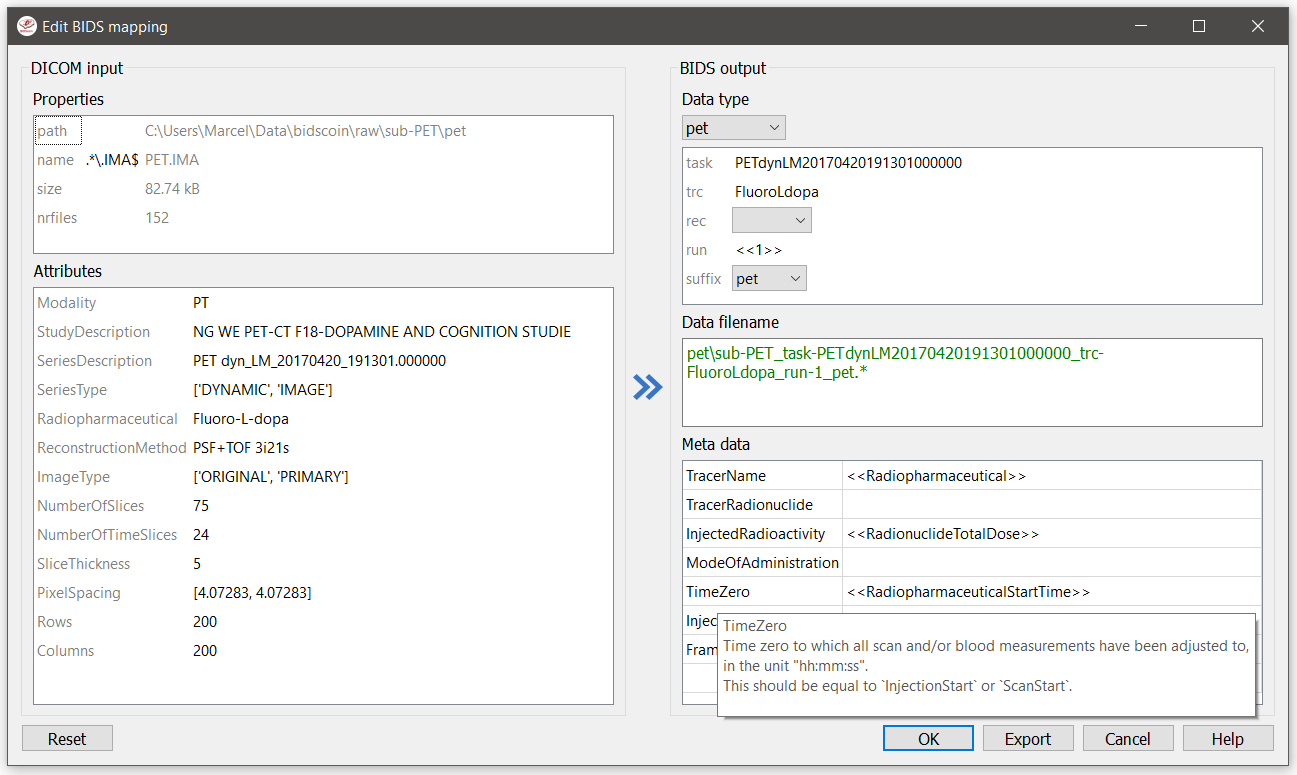 Edit BIDS mapping
DICOM input
Properties
path C:\Users\Marcel\Data\bidscoin\raw\sub-PET\pet
name .*\.IMA$ PET.IMA
size 82.74 kB
nrfiles 152
Attributes
Modality PT
StudyDescription NG WE PET-CT F18-DOPAMINE AND COGNITION STUDIE
SeriesDescription PET dyn_LM_20170420_191301.000000
SeriesType ['DYNAMIC', 'IMAGE']
Radiopharmaceutical Fluoro-L-dopa
ReconstructionMethod PSF+TOF 3i21s
ImageType ['ORIGINAL', 'PRIMARY']
NumberOfSlices 75
NumberOfTimeSlices 24
SliceThickness 5
PixelSpacing [4.07283, 4.07283]
Rows 200
Columns 200
Reset
BIDS output
Data type
pet
task PETdynLM20170420191301000000
trc FluoroLdopa
rec
run <<1>>
suffix pet
Data filename
pet\sub-PET_task-PETdynLM20170420191301000000_trc-
FluoroLdopa_run-1_pet.*
Meta data
TracerName <<Radiopharmaceutical>>
TracerRadionuclide
InjectedRadioactivity <<RadionuclideTotalDose>>
ModeOfAdministration
TimeZero <<RadiopharmaceuticalStartTime>>
Injec
Fram
TimeZero
Time zero to which all scan and/or blood measurements have been adjusted to,
in the unit "hh:mm:ss".
This should be equal to `InjectionStart` or `ScanStart`.
OK Export Cancel Help